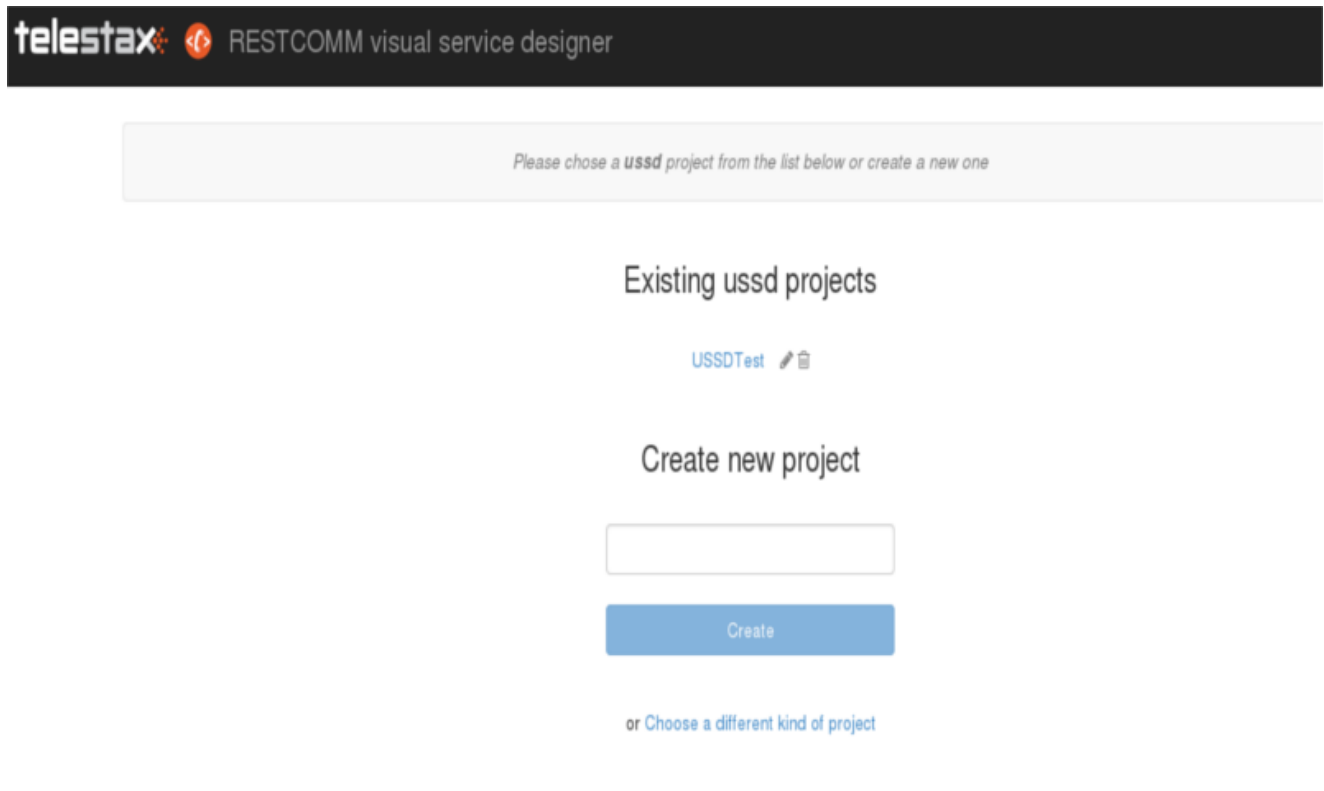 telestax RESTCOMM visual service designer
Please chose a ussd project from the list below or create a new one
Existing ussd projects
USSDTest
Create new project
Create
or Choose a different kind of project